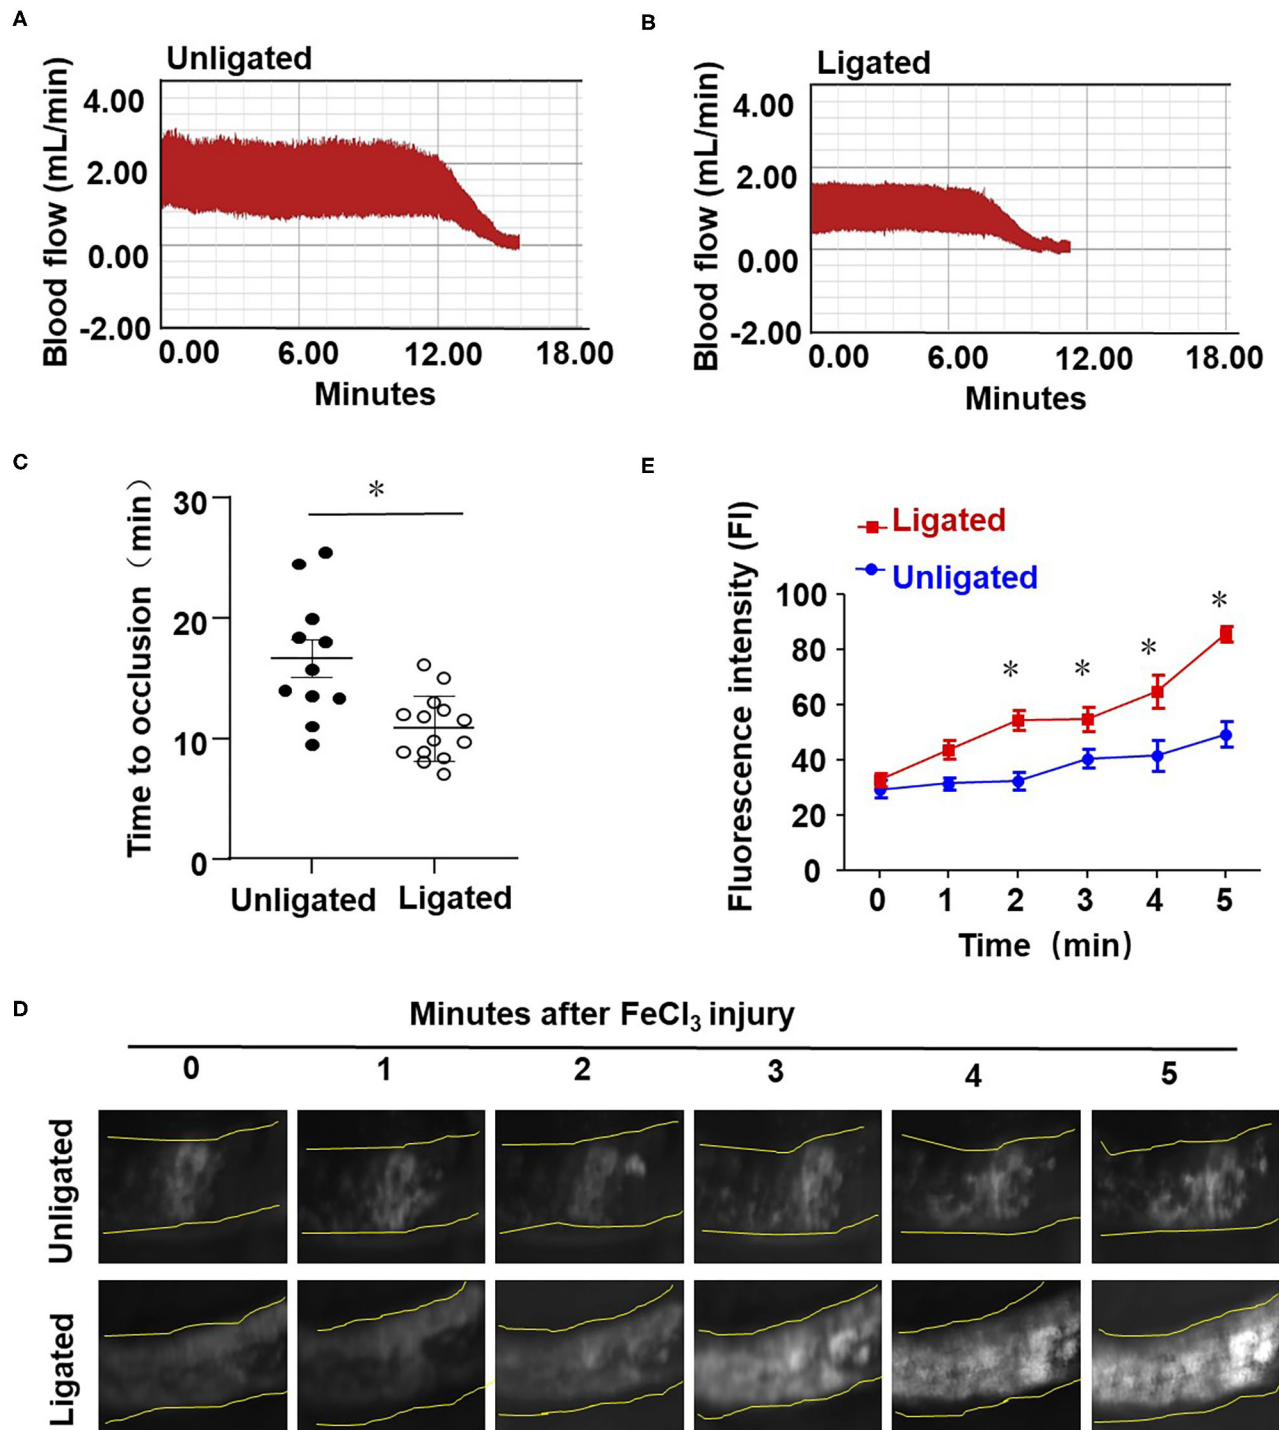 A
Unligated
Blood flow (mL/min)
4.00
2.00
0.00
-2.00
0.00 6.00 12.00 18.00
Minutes
B
Ligated
Blood flow (mL/min)
4.00
2.00
0.00
-2.00
0.00 6.00 12.00 18.00
Minutes
C
Time to occlusion（min）
30
20
10
0
*
Unligated Ligated
E
Fluorescence intensity (FI)
Ligated
Unligated
100
80
60
40
20
0
* * * *
0 1 2 3 4 5
Time（min）
D
Minutes after FeCl₃ injury
0 1 2 3 4 5
Unligated
Ligated